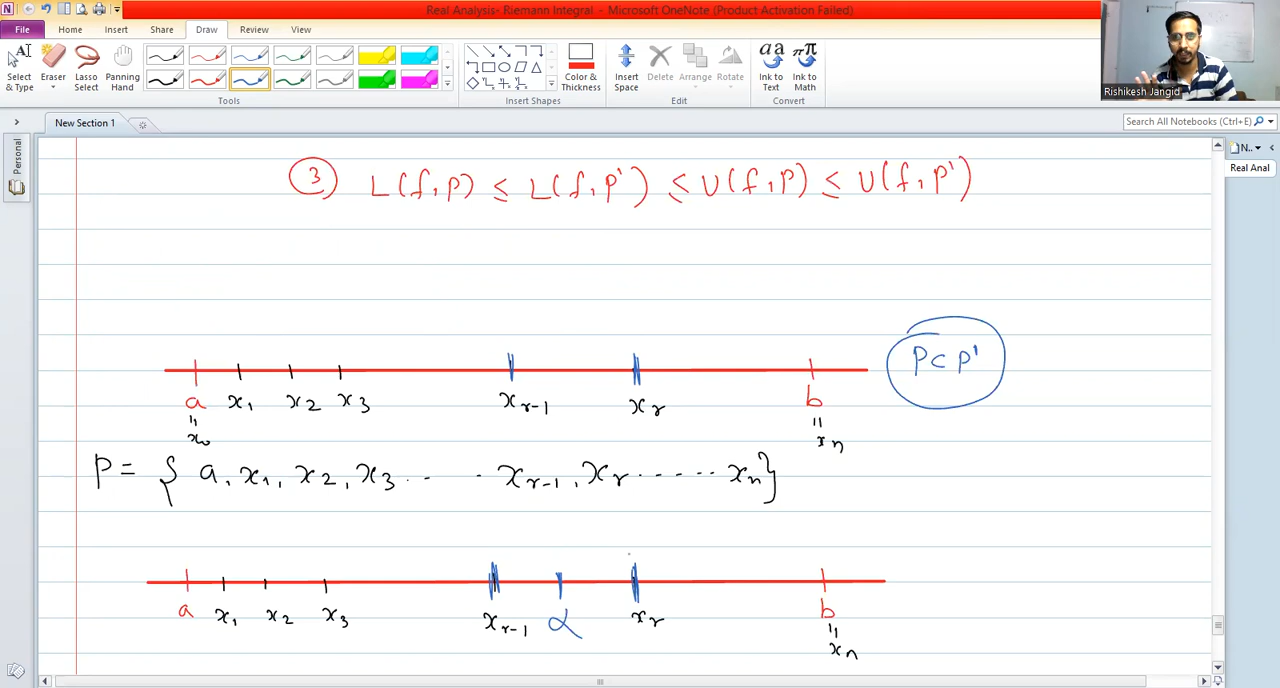 Real Analysis- Riemann Integral - Microsoft OneNote (Product Activation Failed)
File Home Insert Share Draw Review View
Select & Type Eraser Lasso Select Panning Hand Color & Thickness Insert Space Delete Arrange Rotate Ink to Text Ink to Math
Tools Insert Shapes Edit Convert
Rishikesh Jangid
New Section 1
Search All Notebooks (Ctrl+E)
Personal
N..
Real Anal
③ L(f,p) ≤ L(f,p') ≤ U(f,p) ≤ U(f,p')
P⊂P'
a x₁ x₂ x₃ xᵣ₋₁ xᵣ b
= x₀ = xₙ
P = { a, x₁, x₂, x₃ .. . xᵣ₋₁, xᵣ ..... xₙ}
a x₁ x₂ x₃ xᵣ₋₁ α xᵣ b
= xₙ